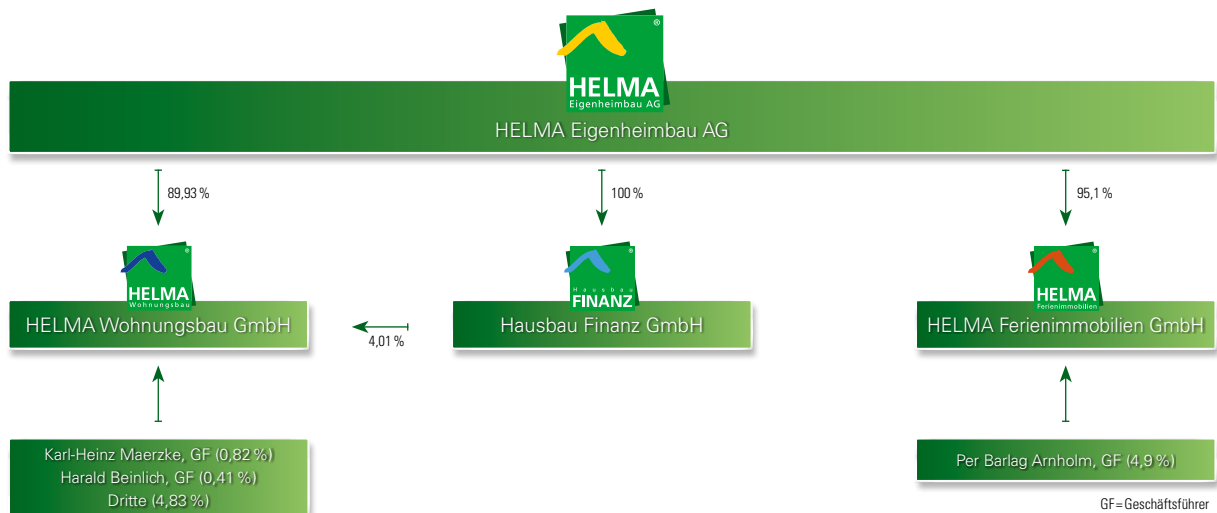 ®
HELMA
Eigenheimbau AG
HELMA Eigenheimbau AG
89,93 %
100 %
95,1 %
®
HELMA
Wohnungsbau
HELMA Wohnungsbau GmbH
4,01 %
®
Hausbau
FINANZ
Hausbau Finanz GmbH
®
HELMA
Ferienimmobilien
HELMA Ferienimmobilien GmbH
Karl-Heinz Maerzke, GF (0,82 %)
Harald Beinlich, GF (0,41 %)
Dritte (4,83 %)
Per Barlag Arnholm, GF (4,9 %)
GF = Geschäftsführer